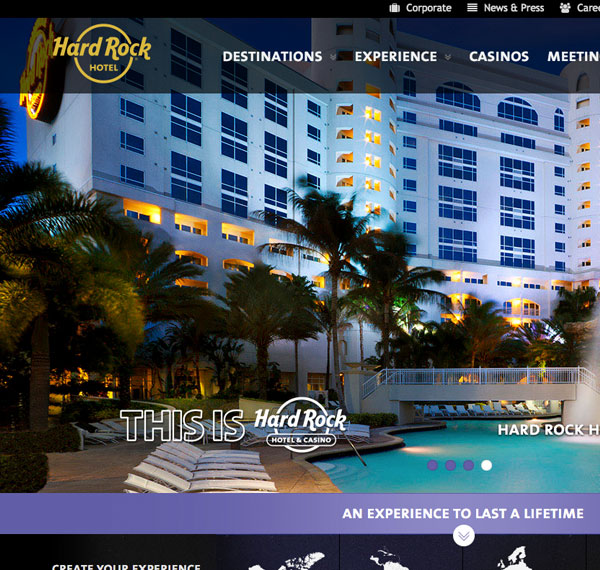 Corporate News & Press Care
Hard Rock
HOTEL
DESTINATIONS EXPERIENCE CASINOS MEETIN
THIS IS Hard Rock
HOTEL & CASINO
HARD ROCK H
AN EXPERIENCE TO LAST A LIFETIME
CREATE YOUR EXPERIENCE